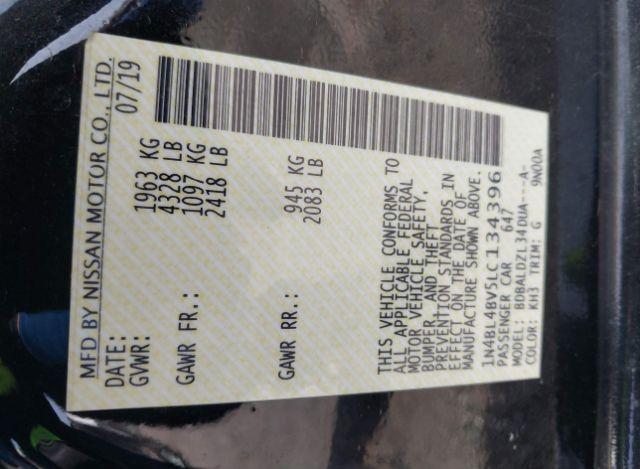 MFD BY NISSAN MOTOR CO., LTD.
DATE: 07/19
GVWR: 1963 KG
4328 LB
GAWR FR.: 1097 KG
2418 LB
GAWR RR.: 945 KG
2083 LB
THIS VEHICLE CONFORMS TO
ALL APPLICABLE FEDERAL
MOTOR VEHICLE SAFETY,
BUMPER, AND THEFT
PREVENTION STANDARDS IN
EFFECT ON THE DATE OF
MANUFACTURE SHOWN ABOVE.
1N4BL4BV5LC134396
PASSENGER CAR 647
MODEL: BDBALDZL34DUA---A-
COLOR: KH3 TRIM: G 9N00A